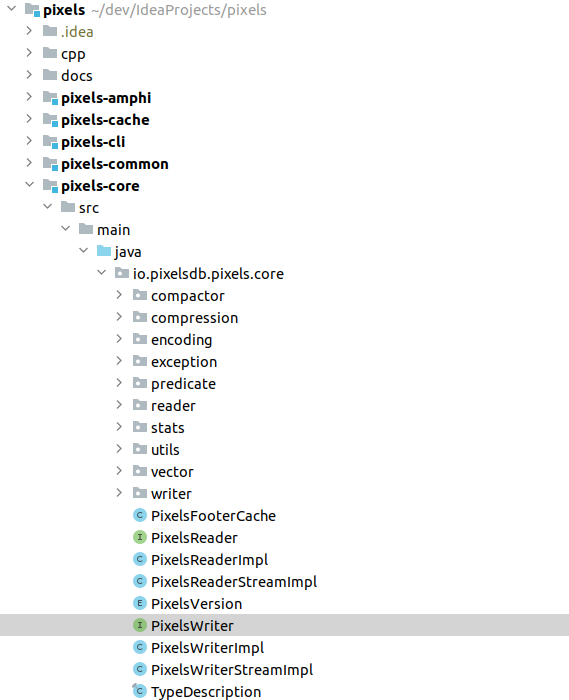 pixels ~/dev/IdeaProjects/pixels
.idea
cpp
docs
pixels-amphi
pixels-cache
pixels-cli
pixels-common
pixels-core
src
main
java
io.pixelsdb.pixels.core
compactor
compression
encoding
exception
predicate
reader
stats
utils
vector
writer
C PixelsFooterCache
I PixelsReader
C PixelsReaderImpl
C PixelsReaderStreamImpl
E PixelsVersion
I PixelsWriter
C PixelsWriterImpl
C PixelsWriterStreamImpl
C TypeDescription